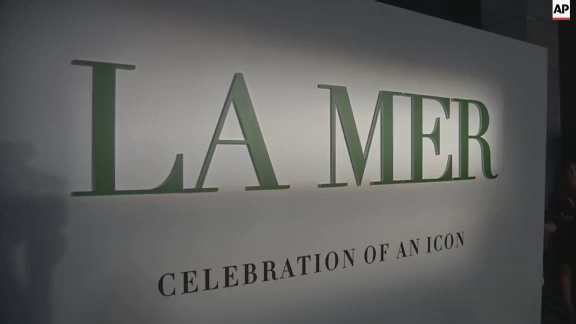 AP
LA MER
CELEBRATION OF AN ICON